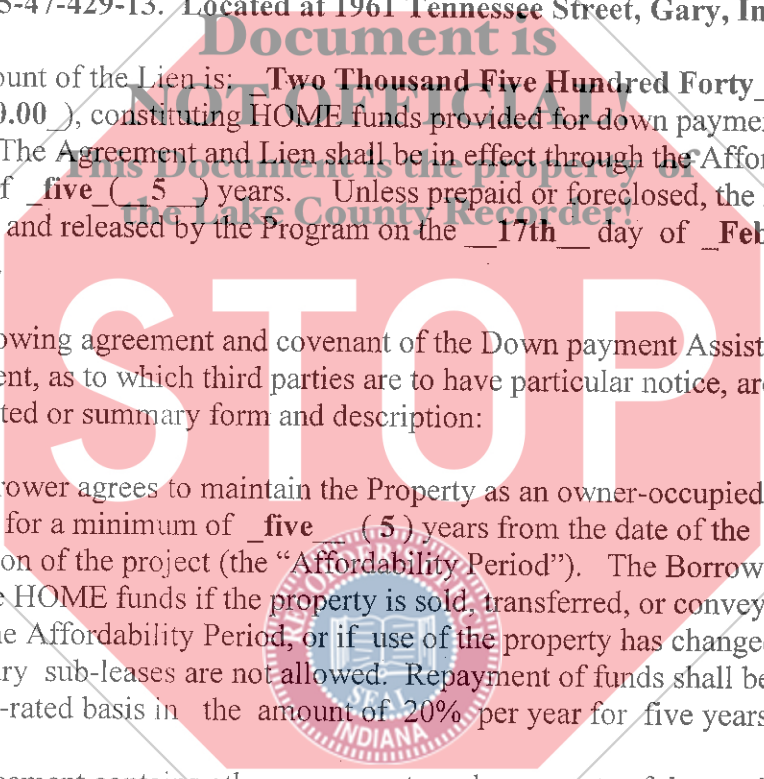 5-47-429-13. Located at 1961 Tennessee Street, Gary, In
Document is
ount of the Lien is: _Two Thousand Five Hundred Forty_
NOT OFFICIAL!
0.00_), constituting HOME funds provided for down payme
The Agreement and Lien shall be in effect through the Affor
This Document is the property of
f _five_(_5_) years. Unless prepaid or foreclosed, the
the Lake County Recorder!
and released by the Program on the __17th__ day of _Feb
STOP
owing agreement and covenant of the Down payment Assist
ent, as to which third parties are to have particular notice, ar
ted or summary form and description:
rower agrees to maintain the Property as an owner-occupied
for a minimum of _five__ (5) years from the date of the
on of the project (the “Affordability Period”). The Borrow
e HOME funds if the property is sold, transferred, or convey
he Affordability Period, or if use of the property has change
ry sub-leases are not allowed. Repayment of funds shall be
-rated basis in the amount of 20% per year for five years
SEAL
INDIANA